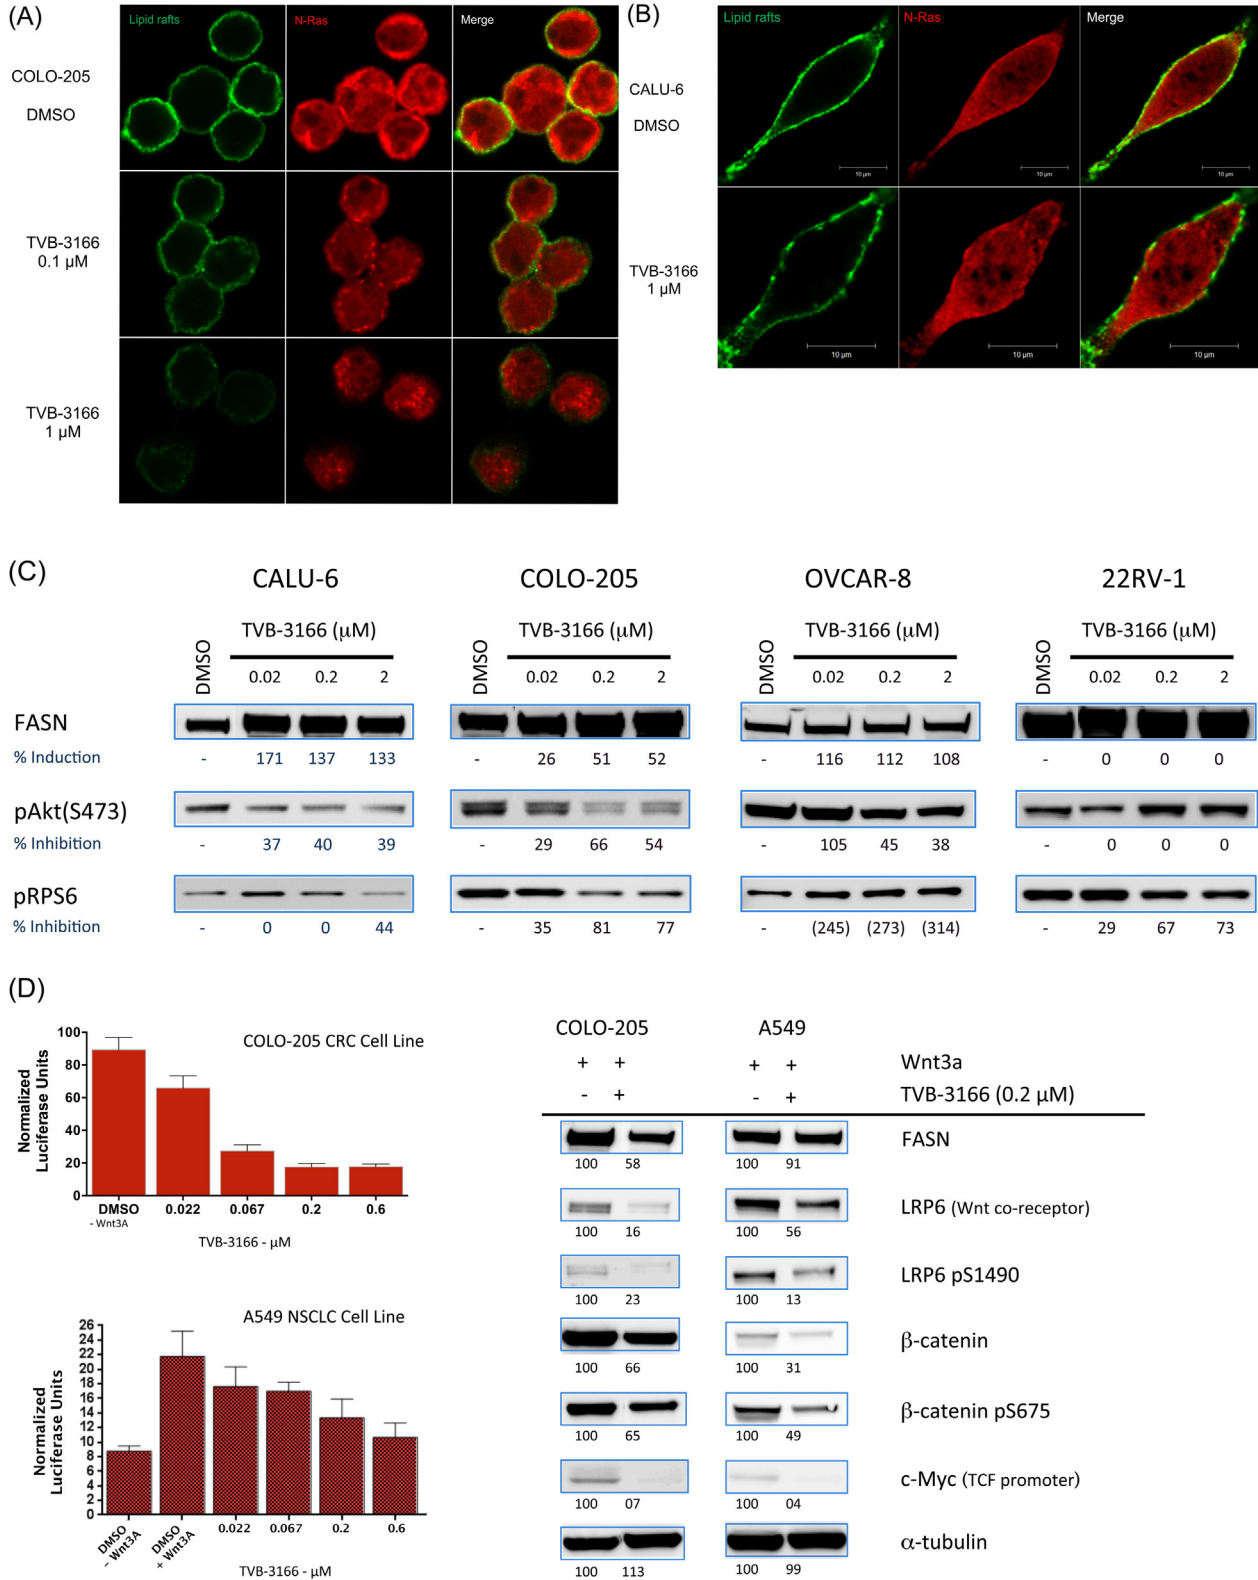 (A)
Lipid rafts
N-Ras
Merge
COLO-205
DMSO
TVB-3166
0.1 µM
TVB-3166
1 µM
(B)
Lipid rafts
N-Ras
Merge
CALU-6
DMSO
10 µm
10 µm
10 µm
TVB-3166
1 µM
10 µm
10 µm
10 µm
(C)
CALU-6
COLO-205
OVCAR-8
22RV-1
DMSO
TVB-3166 (µM)
0.02 0.2 2
DMSO
TVB-3166 (µM)
0.02 0.2 2
DMSO
TVB-3166 (µM)
0.02 0.2 2
DMSO
TVB-3166 (µM)
0.02 0.2 2
FASN
% Induction - 171 137 133 - 26 51 52 - 116 112 108 - 0 0 0
pAkt(S473)
% Inhibition - 37 40 39 - 29 66 54 - 105 45 38 - 0 0 0
pRPS6
% Inhibition - 0 0 44 - 35 81 77 - (245) (273) (314) - 29 67 73
(D)
COLO-205 CRC Cell Line
Normalized
Luciferase Units
100
80
60
40
20
0
DMSO 0.022 0.067 0.2 0.6
- Wnt3A
TVB-3166 - µM
A549 NSCLC Cell Line
Normalized
Luciferase Units
26
24
22
20
18
16
14
12
10
8
6
4
2
0
DMSO
- Wnt3A
DMSO
+ Wnt3A
0.022 0.067 0.2 0.6
TVB-3166 - µM
COLO-205 A549
+ + + + Wnt3a
- + - + TVB-3166 (0.2 µM)
FASN
100 58 100 91
LRP6 (Wnt co-receptor)
100 16 100 56
LRP6 pS1490
100 23 100 13
β-catenin
100 66 100 31
β-catenin pS675
100 65 100 49
c-Myc (TCF promoter)
100 07 100 04
α-tubulin
100 113 100 99